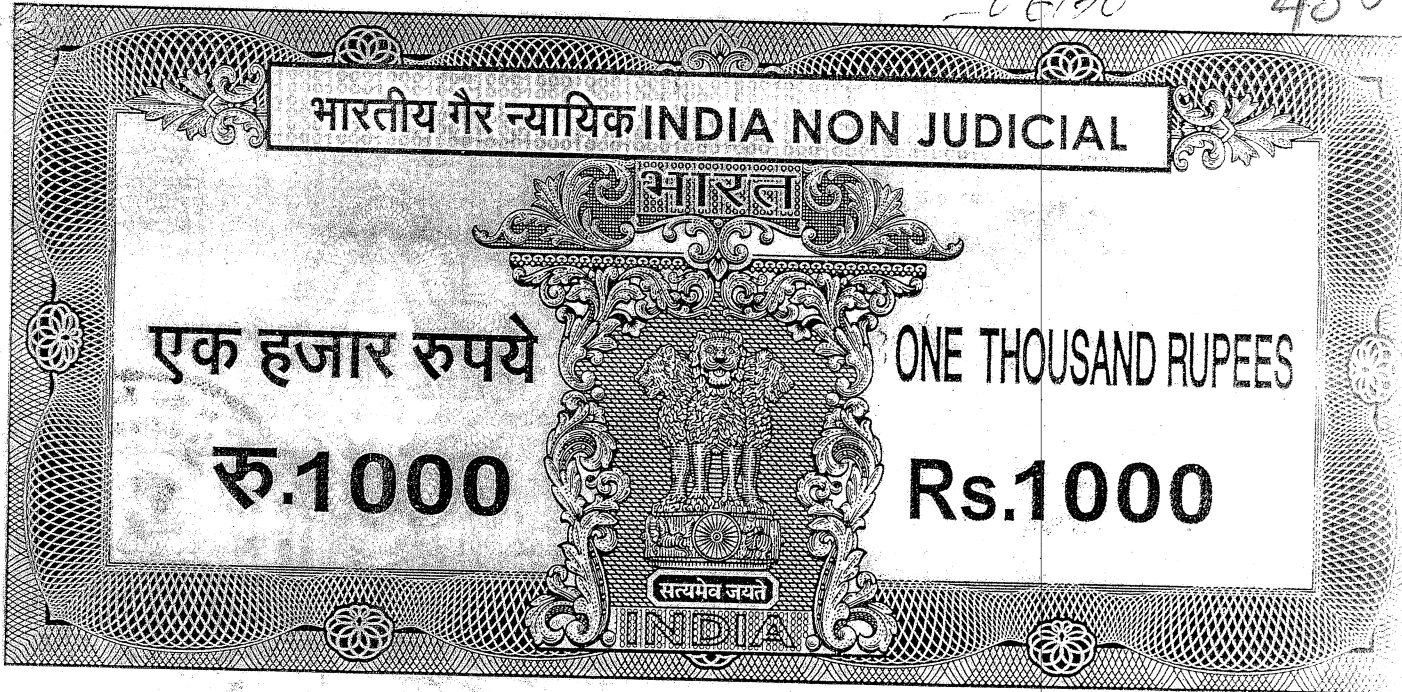 भारतीय गैर न्यायिक INDIA NON JUDICIAL
भारत
एक हजार रुपये
ONE THOUSAND RUPEES
रु.1000
Rs.1000
सत्यमेव जयते
INDIA